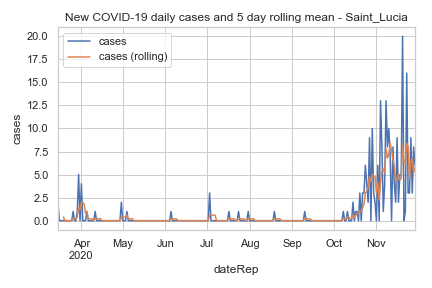 New COVID-19 daily cases and 5 day rolling mean - Saint_Lucia
cases
cases (rolling)
20.0
17.5
15.0
12.5
10.0
7.5
5.0
2.5
0.0
cases
Apr May Jun Jul Aug Sep Oct Nov
2020
dateRep